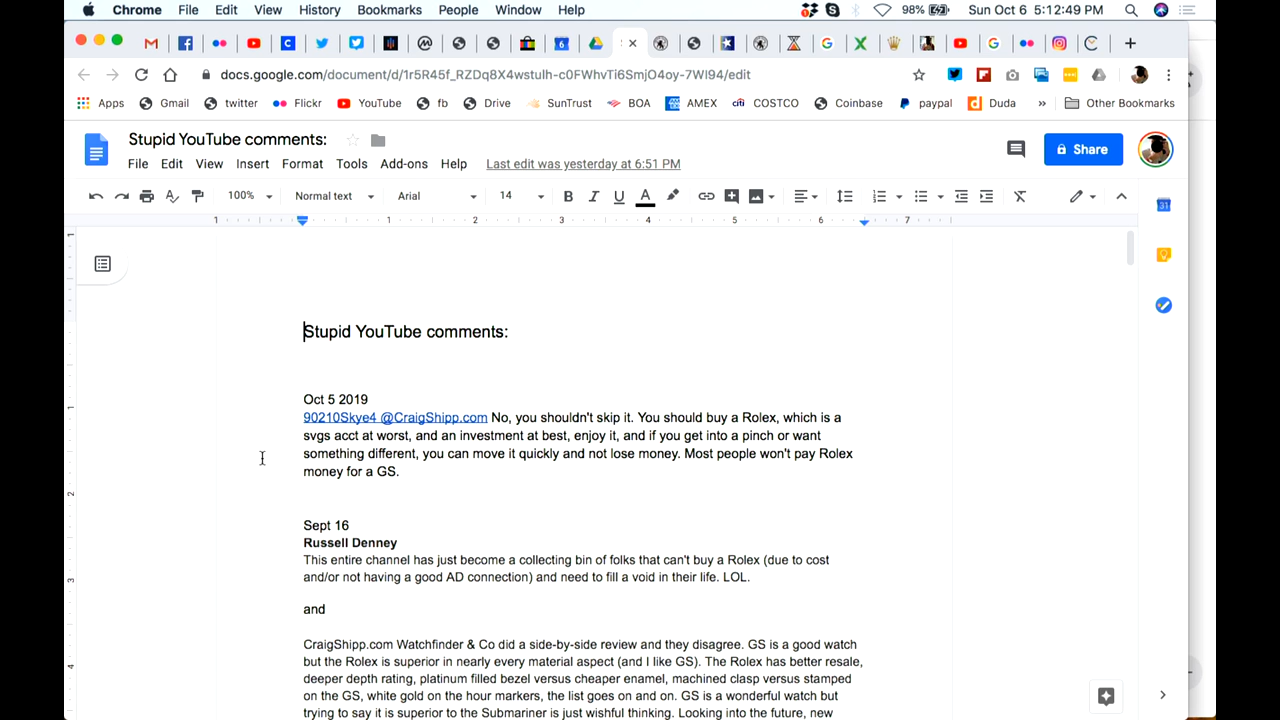 Chrome File Edit View History Bookmarks People Window Help 98% Sun Oct 6 5:12:49 PM
docs.google.com/document/d/1r5R45f_RZDq8X4wstuIh-c0FWhvTi6SmjO4oy-7WI94/edit
Apps Gmail twitter Flickr YouTube fb Drive SunTrust BOA AMEX COSTCO Coinbase paypal Duda » Other Bookmarks
Stupid YouTube comments:
File Edit View Insert Format Tools Add-ons Help Last edit was yesterday at 6:51 PM
Share
100% Normal text Arial 14 B I U A
1 1 2 3 4 5 6 7
Stupid YouTube comments:
Oct 5 2019
90210Skye4 @CraigShipp.com No, you shouldn't skip it. You should buy a Rolex, which is a
svgs acct at worst, and an investment at best, enjoy it, and if you get into a pinch or want
something different, you can move it quickly and not lose money. Most people won't pay Rolex
money for a GS.
Sept 16
Russell Denney
This entire channel has just become a collecting bin of folks that can't buy a Rolex (due to cost
and/or not having a good AD connection) and need to fill a void in their life. LOL.
and
CraigShipp.com Watchfinder & Co did a side-by-side review and they disagree. GS is a good watch
but the Rolex is superior in nearly every material aspect (and I like GS). The Rolex has better resale,
deeper depth rating, platinum filled bezel versus cheaper enamel, machined clasp versus stamped
on the GS, white gold on the hour markers, the list goes on and on. GS is a wonderful watch but
trying to say it is superior to the Submariner is just wishful thinking. Looking into the future, new